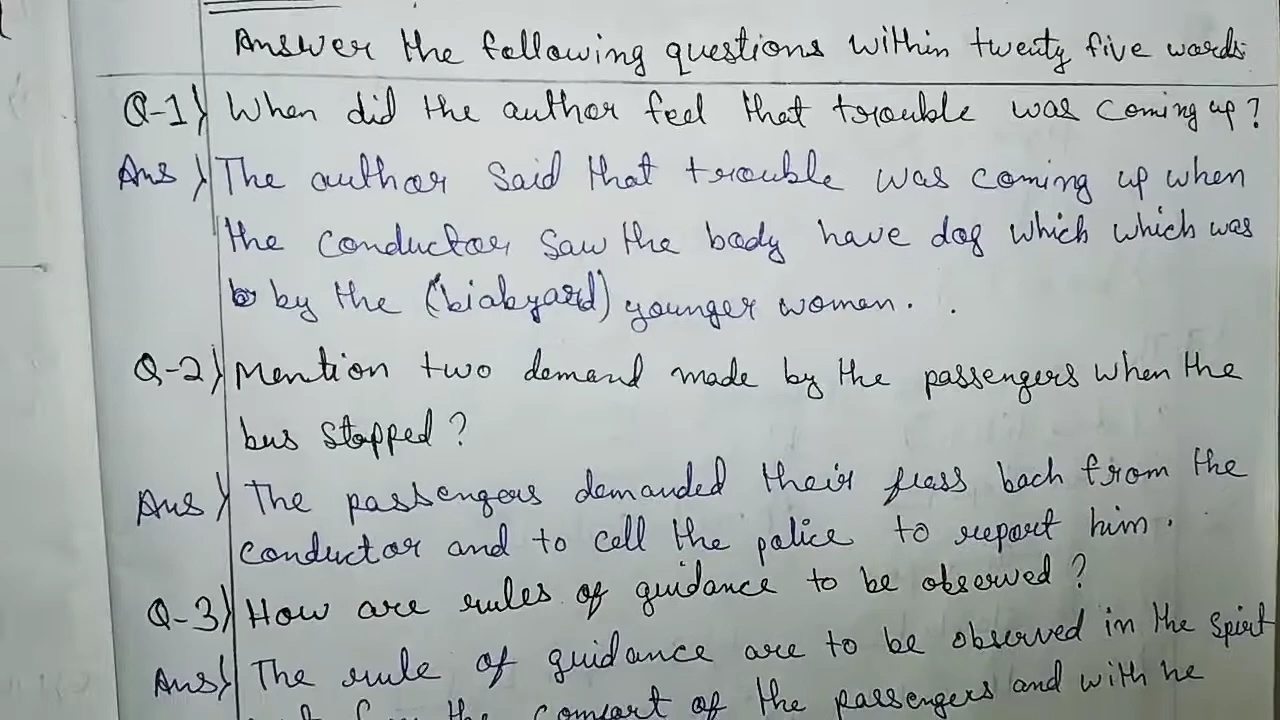 Answer the following questions within twenty five words
Q-1) When did the author feel that trouble was coming up?
Ans) The author said that trouble was coming up when
the conductor saw the body have dog which which was
by the (biakyard) younger women.
Q-2) Mention two demand made by the passengers when the
bus stopped?
Ans) The passengers demanded their feass bach from the
conductor and to cell the police to report him.
Q-3) How are rules of guidance to be observed?
Ans) The rule of guidance are to be observed in the spirit
the comfort of the passengers and with he